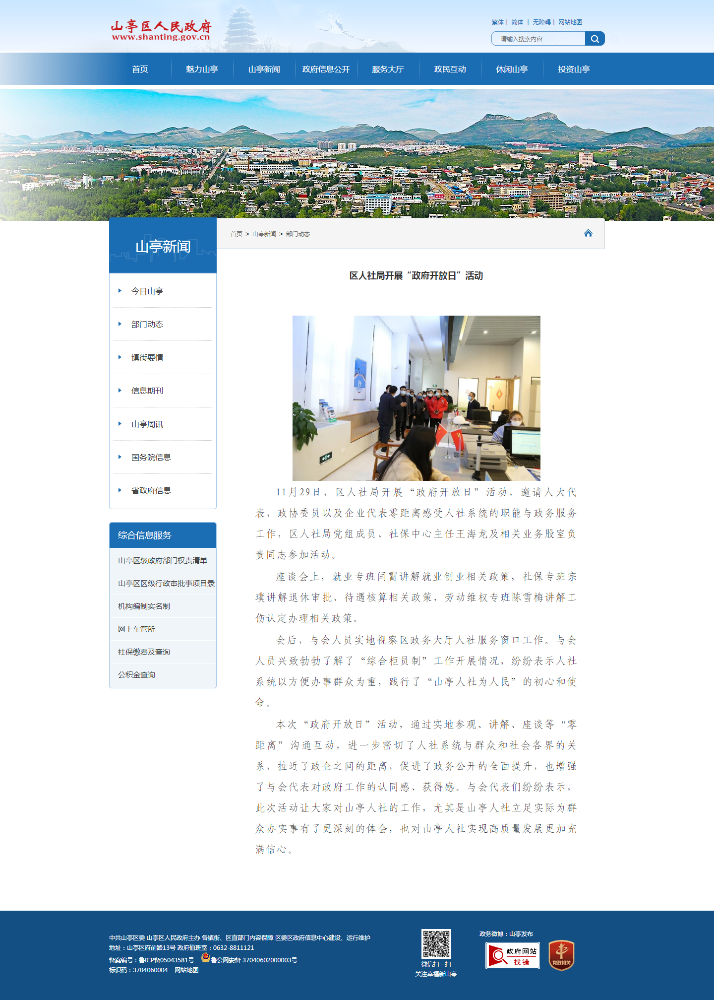 山亭区人民政府
www.shanting.gov.cn
繁体 | 简体 | 无障碍 | 网站地图
请输入搜索内容
首页 魅力山亭 山亭新闻 政府信息公开 服务大厅 政民互动 休闲山亭 投资山亭
山亭新闻
首页 > 山亭新闻 > 部门动态
今日山亭
部门动态
镇街要情
信息期刊
山亭周讯
国务院信息
省政府信息
综合信息服务
山亭区级政府部门权责清单
山亭区区级行政审批事项目录
机构编制实名制
网上车管所
社保缴费及查询
公积金查询
区人社局开展“政府开放日”活动
11月29日，区人社局开展“政府开放日”活动，邀请人大代
表，政协委员以及企业代表零距离感受人社系统的职能与政务服务
工作，区人社局党组成员、社保中心主任王海龙及相关业务股室负
责同志参加活动。
座谈会上，就业专班闫霄讲解就业创业相关政策，社保专班宗
璞讲解退休审批、待遇核算相关政策，劳动维权专班陈雪梅讲解工
伤认定办理相关政策。
会后，与会人员实地视察区政务大厅人社服务窗口工作。与会
人员兴致勃勃了解了“综合柜员制”工作开展情况，纷纷表示人社
系统以方便办事群众为重，践行了“山亭人社为人民”的初心和使
命。
本次“政府开放日”活动，通过实地参观、讲解、座谈等“零
距离”沟通互动，进一步密切了人社系统与群众和社会各界的关
系，拉近了政企之间的距离，促进了政务公开的全面提升，也增强
了与会代表对政府工作的认同感、获得感。与会代表们纷纷表示，
此次活动让大家对山亭人社的工作，尤其是山亭人社立足实际为群
众办实事有了更深刻的体会，也对山亭人社实现高质量发展更加充
满信心。
中共山亭区委 山亭区人民政府主办 各镇街、区直部门内容保障 区委区政府信息中心建设、运行维护
地址：山亭区府前路13号 政府值班室：0632-8811121
备案编号：鲁ICP备05043581号 鲁公网安备 37040602000003号
标识码：3704060004 网站地图
微信扫一扫
关注幸福新山亭
政务微博：山亭发布
政府网站
找错
党政机关